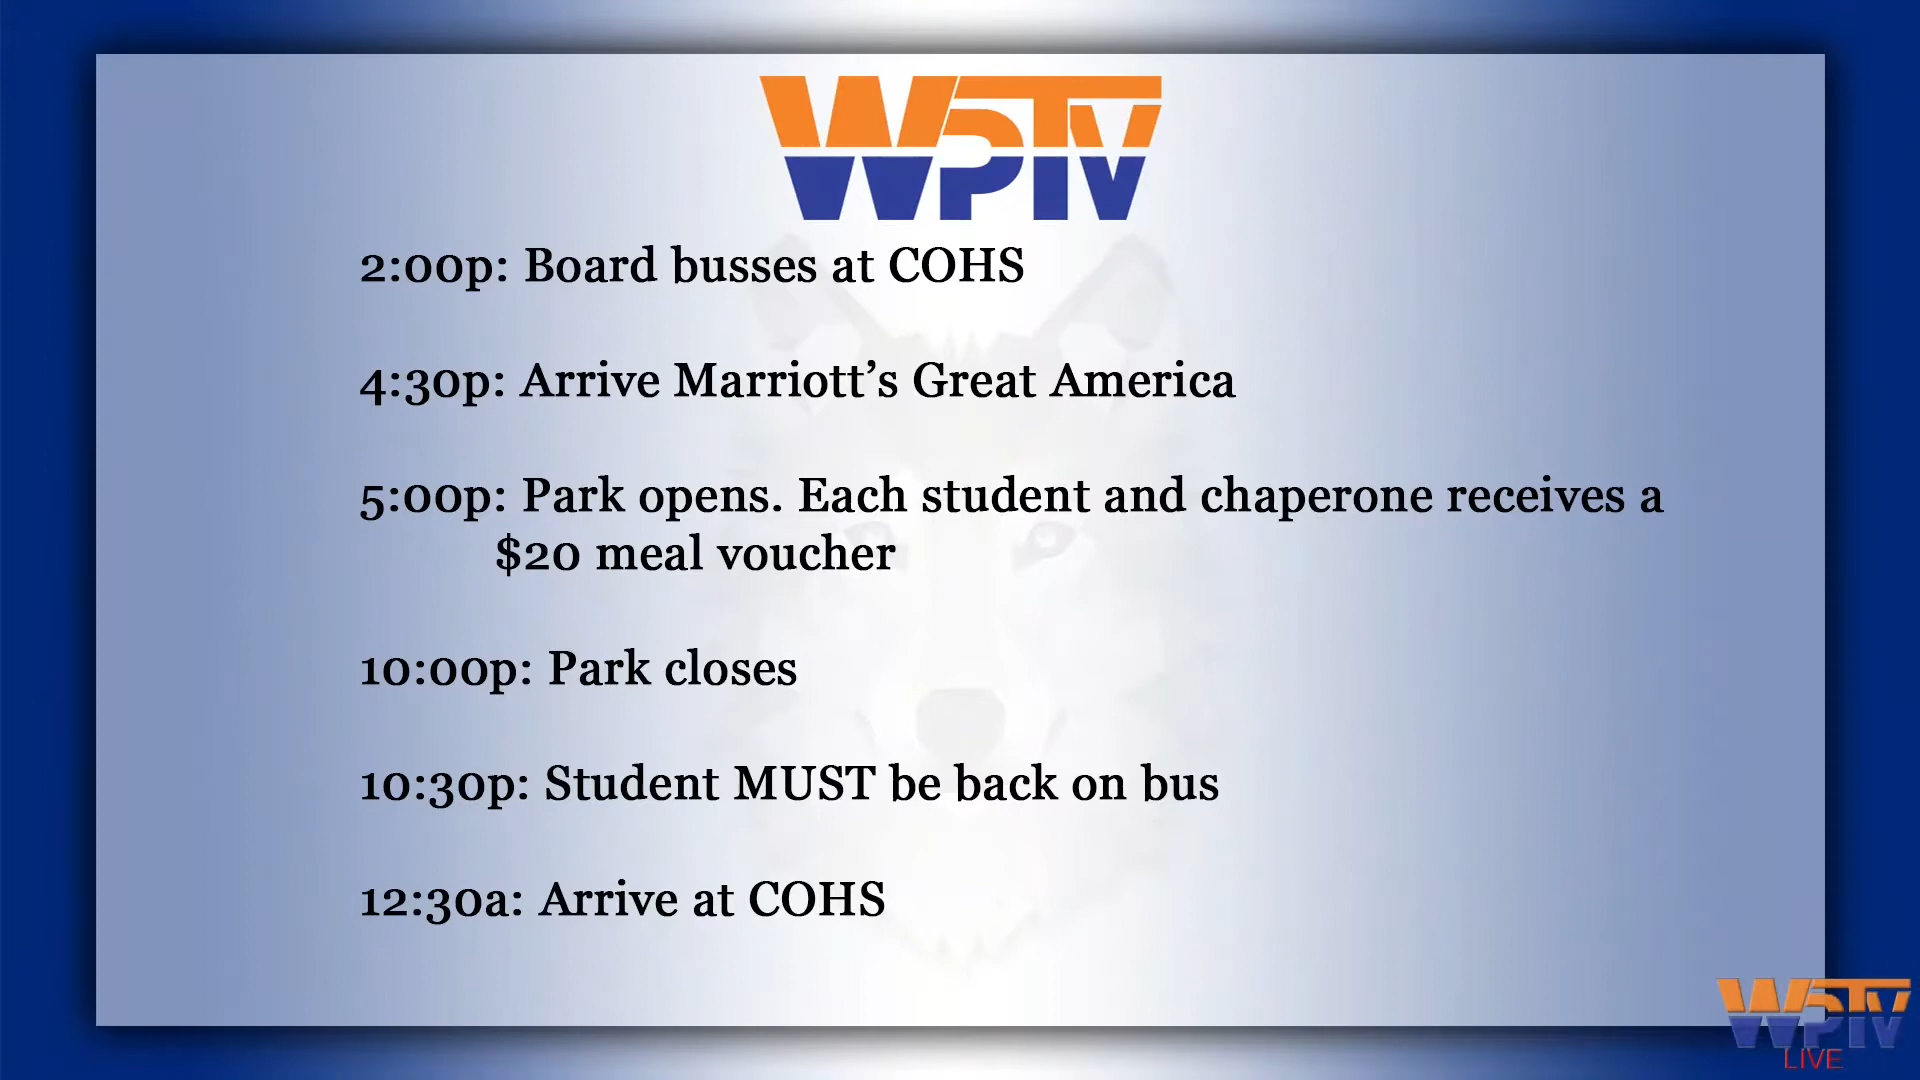 WPTV
2:00p: Board busses at COHS
4:30p: Arrive Marriott’s Great America
5:00p: Park opens. Each student and chaperone receives a
$20 meal voucher
10:00p: Park closes
10:30p: Student MUST be back on bus
12:30a: Arrive at COHS
WPTV
LIVE